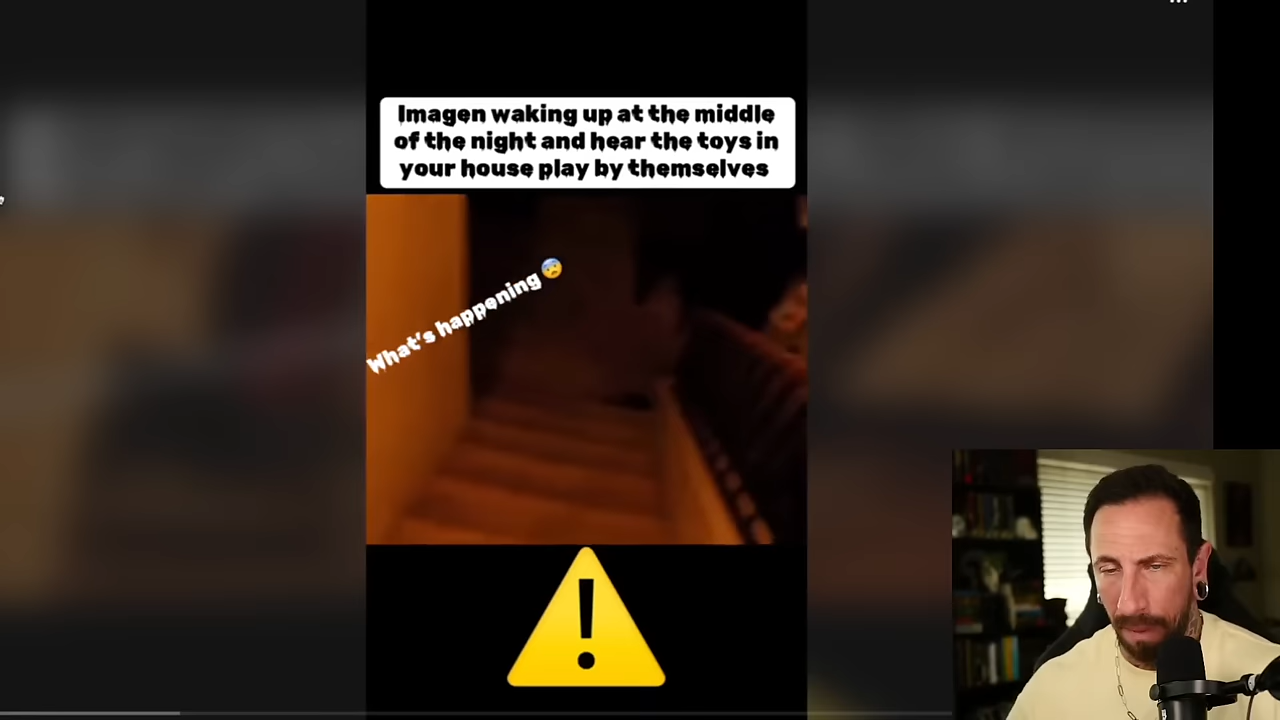 Imagen waking up at the middle
of the night and hear the toys in
your house play by themselves
What's happening😨